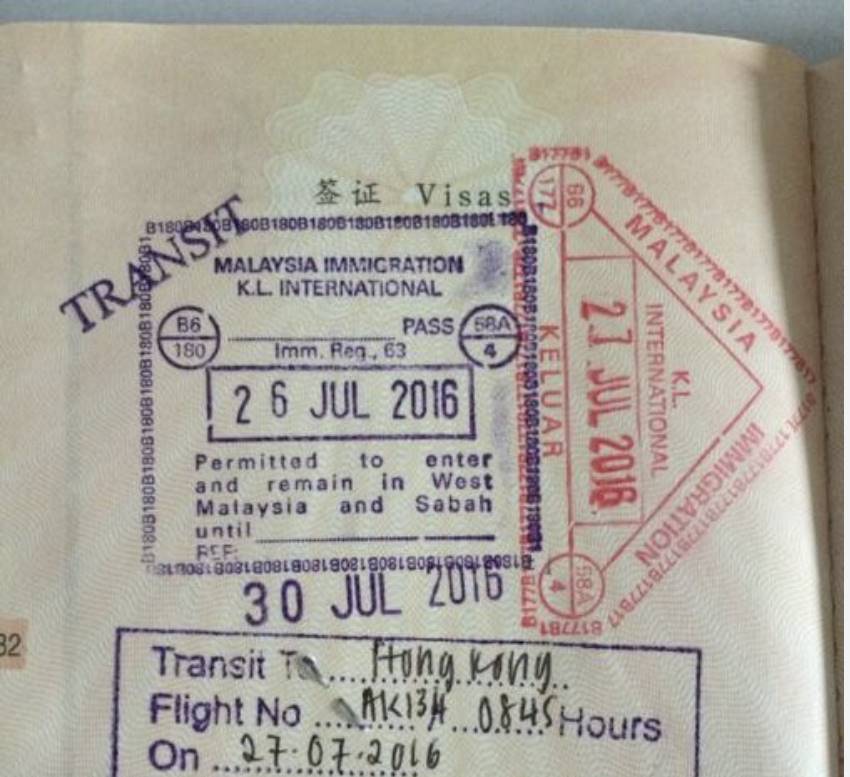 签证 Visas
TRANSIT
B180B180B180B180B180B180B180B180B180
MALAYSIA IMMIGRATION
K.L. INTERNATIONAL
B6 180 PASS 58A 4
Imm. Reg., 63
26 JUL 2016
Permitted to enter
and remain in West
Malaysia and Sabah
until
REF:
30 JUL 2016
MALAYSIA
IMMIGRATION
K.L.
INTERNATIONAL
JUL 2016
KELUAR
B6 177
58A 4
32
Transit To Hong Kong
Flight No AK134 0845 Hours
On 27.07.2016